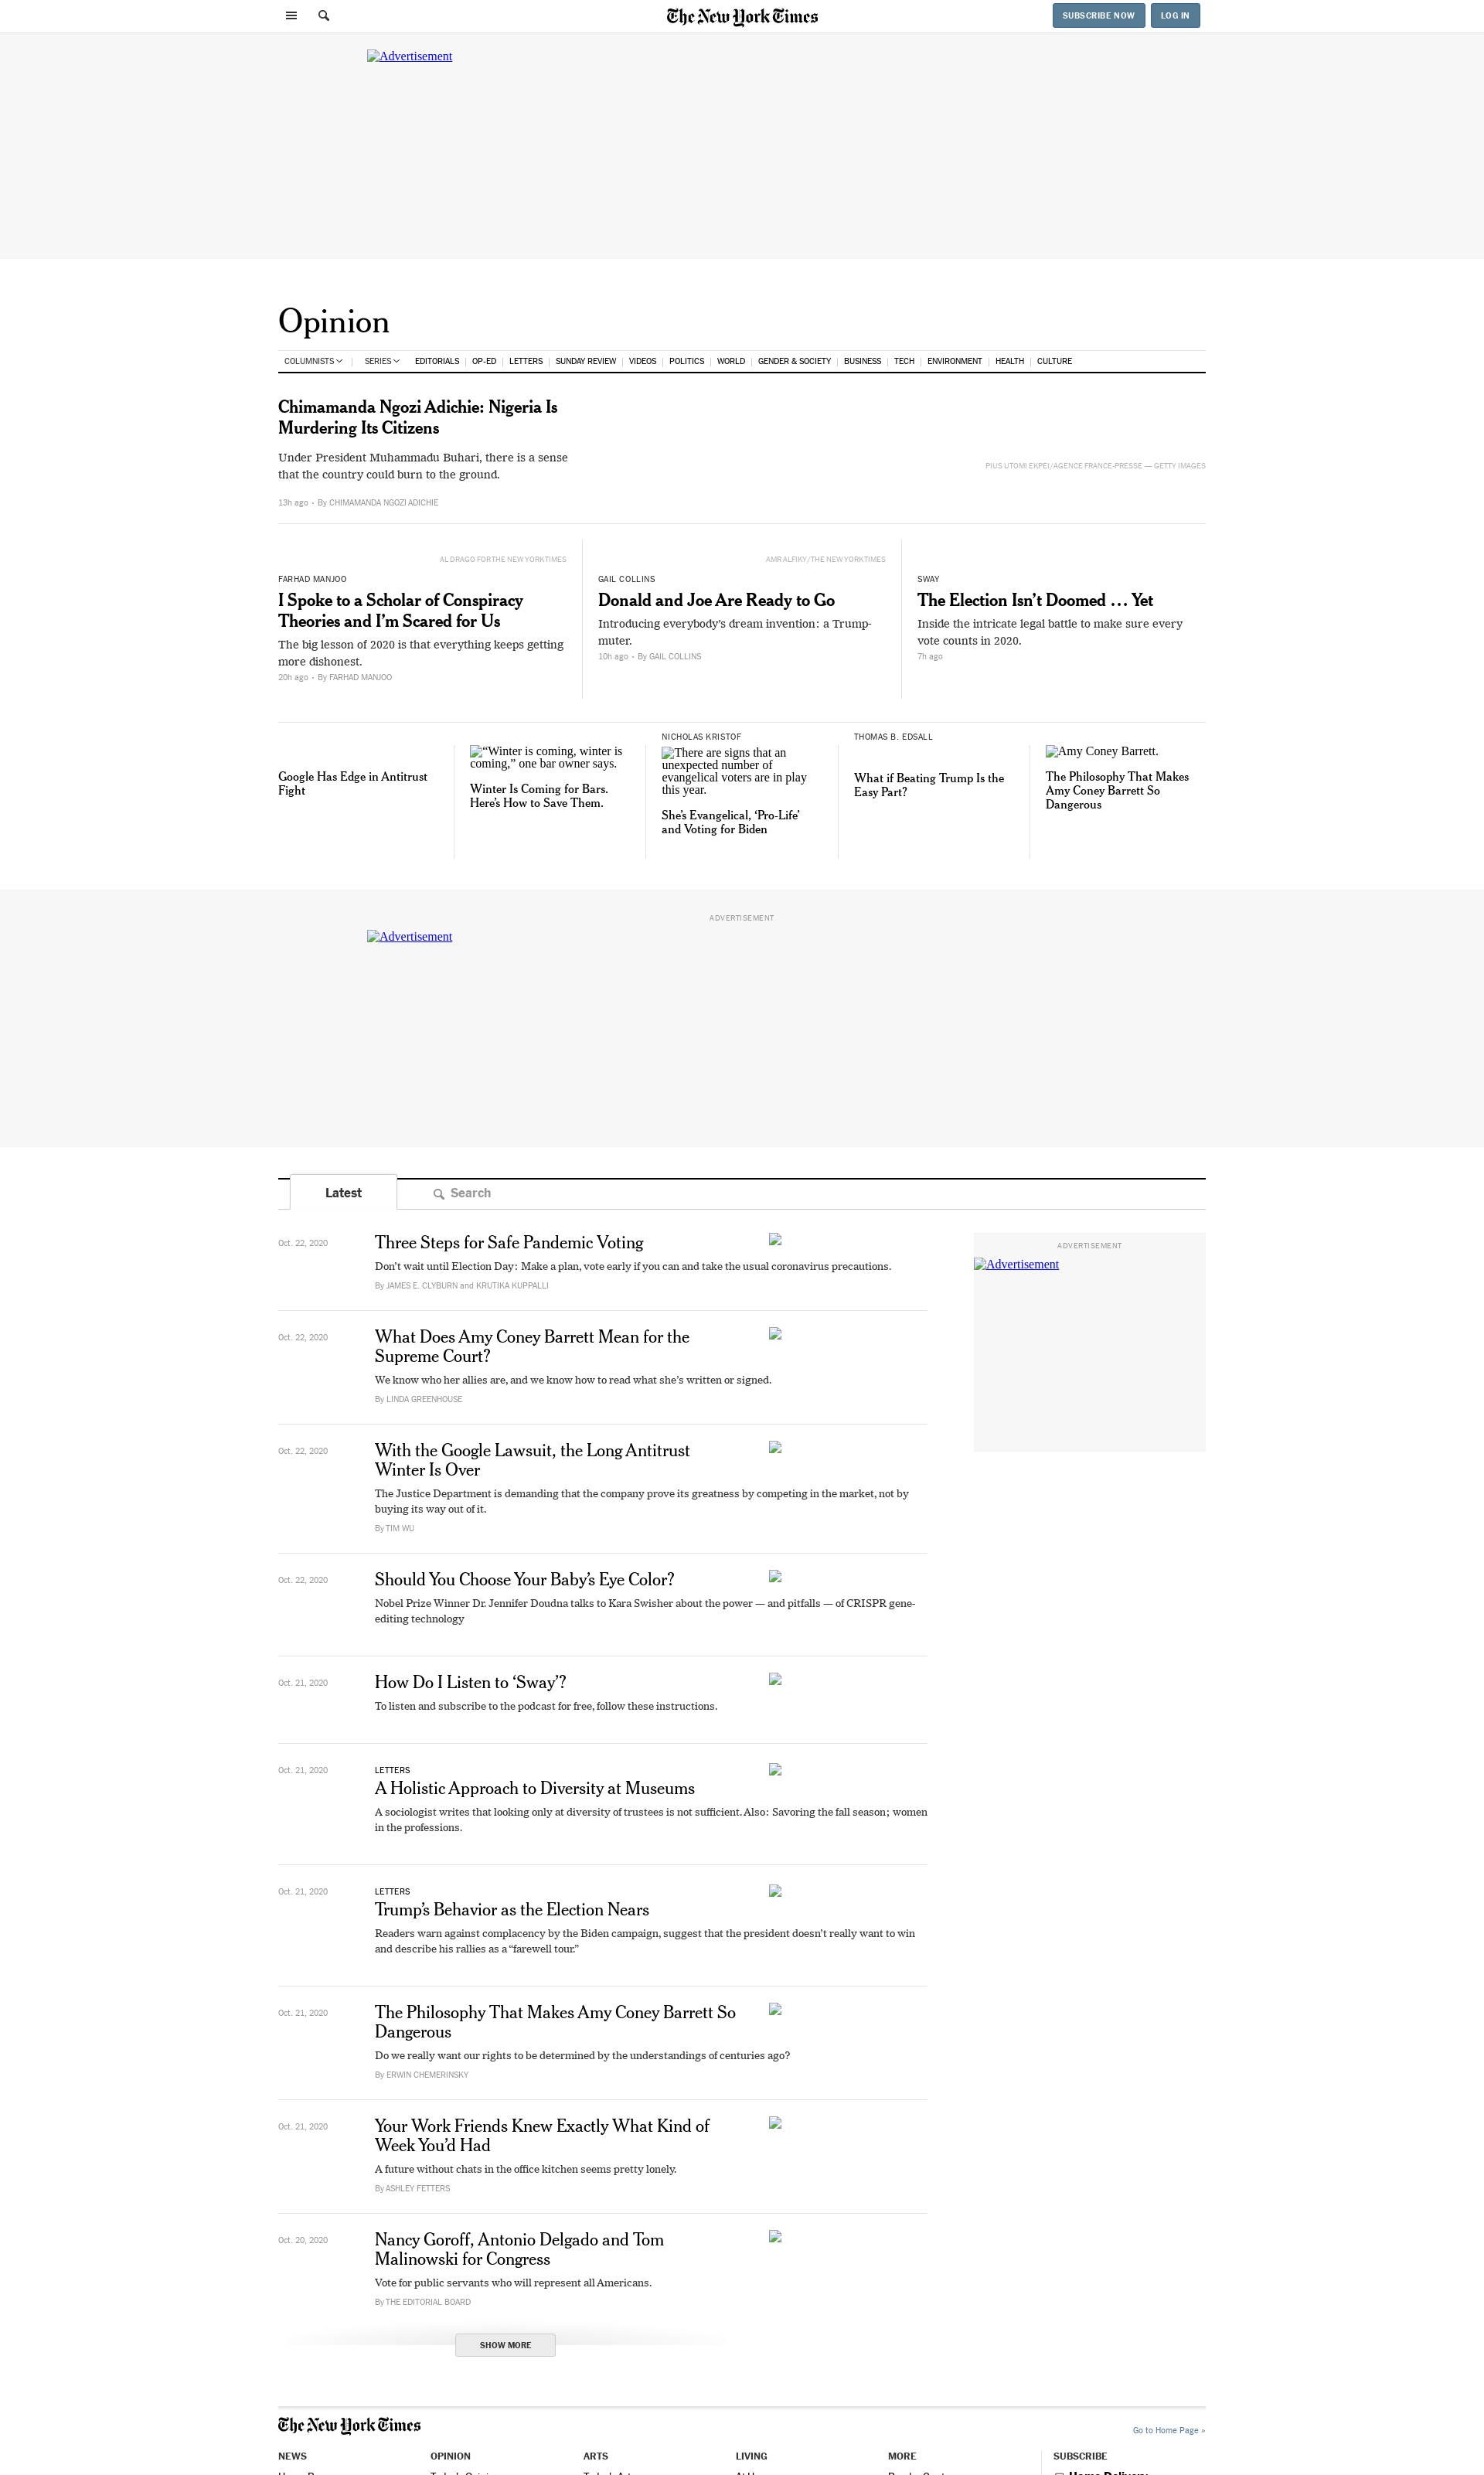 The New York Times
SUBSCRIBE NOW
LOG IN
Advertisement
Opinion
COLUMNISTS
SERIES
EDITORIALS
OP-ED
LETTERS
SUNDAY REVIEW
VIDEOS
POLITICS
WORLD
GENDER & SOCIETY
BUSINESS
TECH
ENVIRONMENT
HEALTH
CULTURE
Chimamanda Ngozi Adichie: Nigeria Is
Murdering Its Citizens
Under President Muhammadu Buhari, there is a sense
that the country could burn to the ground.
13h ago • By CHIMAMANDA NGOZI ADICHIE
PIUS UTOMI EKPEI/AGENCE FRANCE-PRESSE — GETTY IMAGES
AL DRAGO FOR THE NEW YORK TIMES
FARHAD MANJOO
I Spoke to a Scholar of Conspiracy
Theories and I’m Scared for Us
The big lesson of 2020 is that everything keeps getting
more dishonest.
20h ago • By FARHAD MANJOO
AMR ALFIKY/THE NEW YORK TIMES
GAIL COLLINS
Donald and Joe Are Ready to Go
Introducing everybody’s dream invention: a Trump-
muter.
10h ago • By GAIL COLLINS
SWAY
The Election Isn’t Doomed … Yet
Inside the intricate legal battle to make sure every
vote counts in 2020.
7h ago
Google Has Edge in Antitrust
Fight
“Winter is coming, winter is
coming,” one bar owner says.
Winter Is Coming for Bars.
Here’s How to Save Them.
NICHOLAS KRISTOF
There are signs that an
unexpected number of
evangelical voters are in play
this year.
She’s Evangelical, ‘Pro-Life’
and Voting for Biden
THOMAS B. EDSALL
What if Beating Trump Is the
Easy Part?
Amy Coney Barrett.
The Philosophy That Makes
Amy Coney Barrett So
Dangerous
ADVERTISEMENT
Advertisement
Latest
Search
Oct. 22, 2020
Three Steps for Safe Pandemic Voting
Don’t wait until Election Day: Make a plan, vote early if you can and take the usual coronavirus precautions.
By JAMES E. CLYBURN and KRUTIKA KUPPALLI
ADVERTISEMENT
Advertisement
Oct. 22, 2020
What Does Amy Coney Barrett Mean for the
Supreme Court?
We know who her allies are, and we know how to read what she’s written or signed.
By LINDA GREENHOUSE
Oct. 22, 2020
With the Google Lawsuit, the Long Antitrust
Winter Is Over
The Justice Department is demanding that the company prove its greatness by competing in the market, not by
buying its way out of it.
By TIM WU
Oct. 22, 2020
Should You Choose Your Baby’s Eye Color?
Nobel Prize Winner Dr. Jennifer Doudna talks to Kara Swisher about the power — and pitfalls — of CRISPR gene-
editing technology
Oct. 21, 2020
How Do I Listen to ‘Sway’?
To listen and subscribe to the podcast for free, follow these instructions.
Oct. 21, 2020
LETTERS
A Holistic Approach to Diversity at Museums
A sociologist writes that looking only at diversity of trustees is not sufficient. Also: Savoring the fall season; women
in the professions.
Oct. 21, 2020
LETTERS
Trump’s Behavior as the Election Nears
Readers warn against complacency by the Biden campaign, suggest that the president doesn’t really want to win
and describe his rallies as a “farewell tour.”
Oct. 21, 2020
The Philosophy That Makes Amy Coney Barrett So
Dangerous
Do we really want our rights to be determined by the understandings of centuries ago?
By ERWIN CHEMERINSKY
Oct. 21, 2020
Your Work Friends Knew Exactly What Kind of
Week You’d Had
A future without chats in the office kitchen seems pretty lonely.
By ASHLEY FETTERS
Oct. 20, 2020
Nancy Goroff, Antonio Delgado and Tom
Malinowski for Congress
Vote for public servants who will represent all Americans.
By THE EDITORIAL BOARD
SHOW MORE
The New York Times
Go to Home Page »
NEWS
OPINION
ARTS
LIVING
MORE
SUBSCRIBE